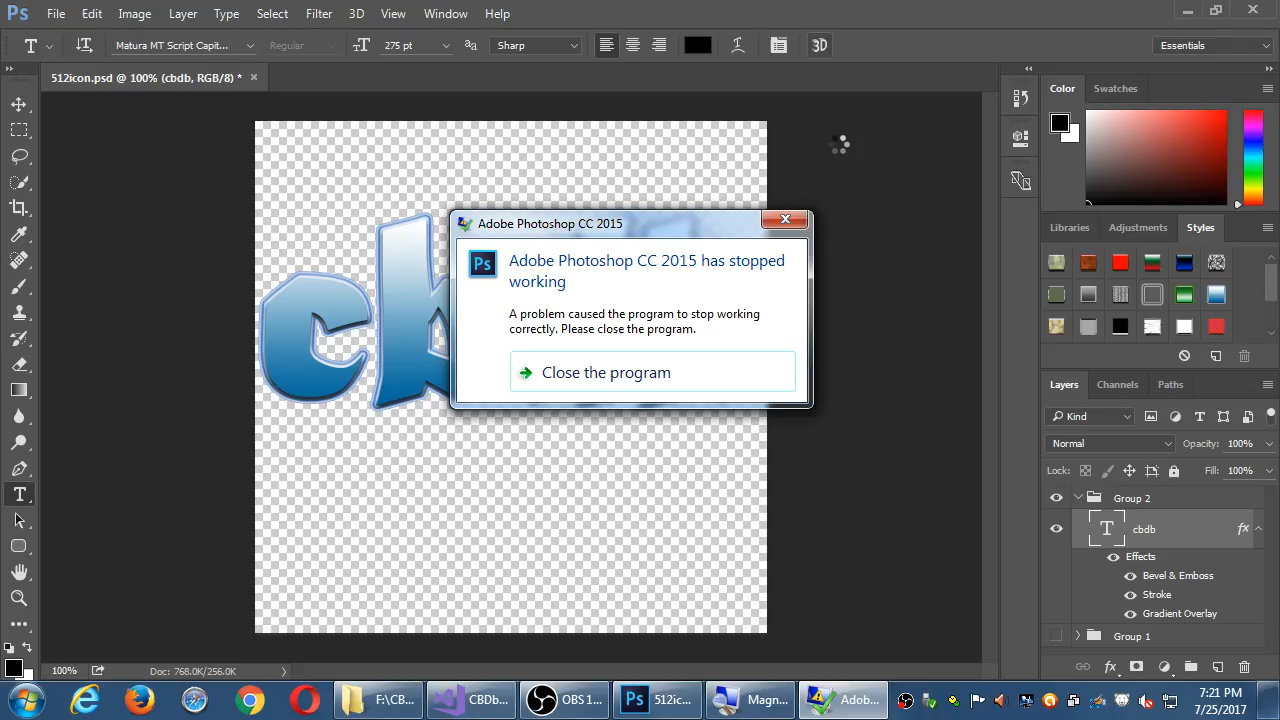 Ps File Edit Image Layer Type Select Filter 3D View Window Help
T Matura MT Script Capit... Regular 275 pt aa Sharp 3D Essentials
512icon.psd @ 100% (cbdb, RGB/8) *
Color Swatches
Adobe Photoshop CC 2015
Ps Adobe Photoshop CC 2015 has stopped
working
A problem caused the program to stop working
correctly. Please close the program.
Close the program
Libraries Adjustments Styles
Layers Channels Paths
Kind
Normal Opacity: 100%
Lock: Fill: 100%
Group 2
T cbdb fx
Effects
Bevel & Emboss
Stroke
Gradient Overlay
Group 1
100% Doc: 768.0K/256.0K
F:\CB... CBDb... OBS 1... Ps 512ic... Magn... Adob...
7:21 PM
7/25/2017